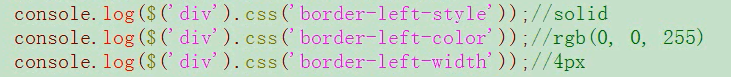 console.log($('div').css('border-left-style'));//solid
console.log($('div').css('border-left-color'));//rgb(0, 0, 255)
console.log($('div').css('border-left-width'));//4px